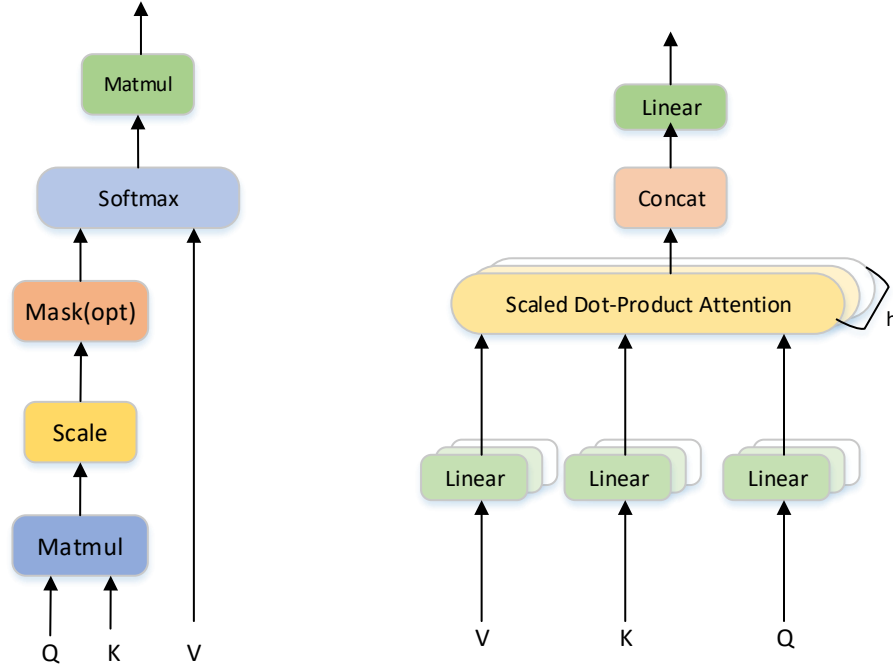 Matmul
Softmax
Mask(opt)
Scale
Matmul
Q K V
Linear
Concat
Scaled Dot-Product Attention
h
Linear Linear Linear
V K Q